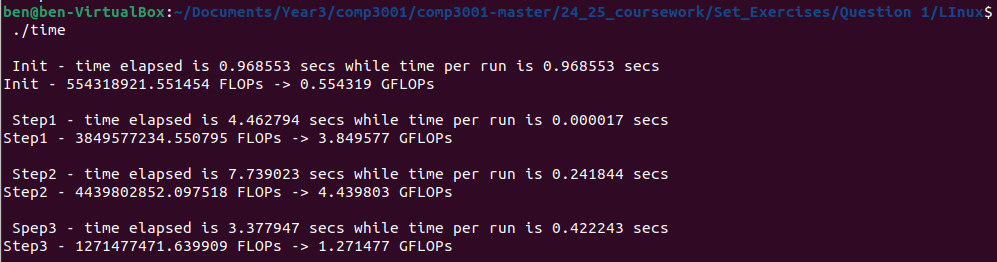 ben@ben-VirtualBox:~/Documents/Year3/comp3001/comp3001-master/24_25_coursework/Set_Exercises/Question 1/LInux$
./time
Init - time elapsed is 0.968553 secs while time per run is 0.968553 secs
Init - 554318921.551454 FLOPs -> 0.554319 GFLOPs
Step1 - time elapsed is 4.462794 secs while time per run is 0.000017 secs
Step1 - 3849577234.550795 FLOPs -> 3.849577 GFLOPs
Step2 - time elapsed is 7.739023 secs while time per run is 0.241844 secs
Step2 - 4439802852.097518 FLOPs -> 4.439803 GFLOPs
Spep3 - time elapsed is 3.377947 secs while time per run is 0.422243 secs
Step3 - 1271477471.639909 FLOPs -> 1.271477 GFLOPs